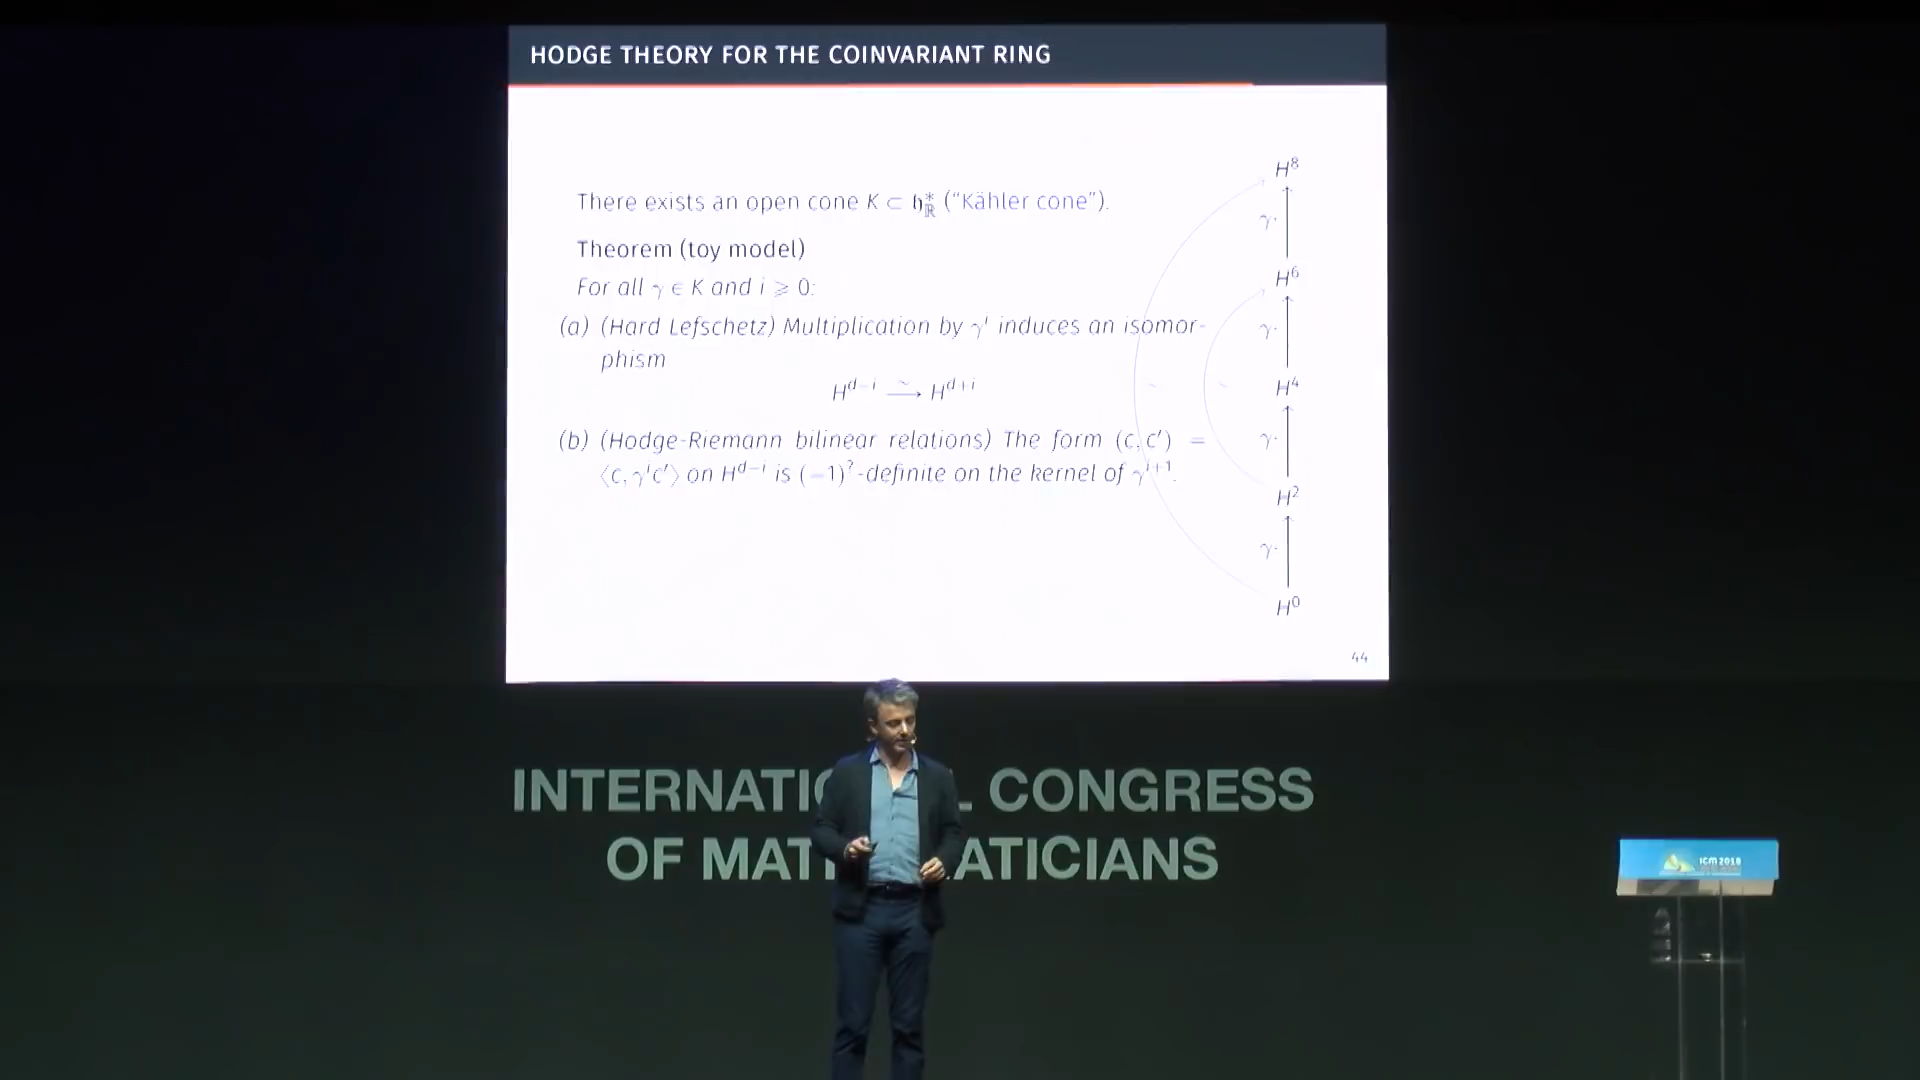 HODGE THEORY FOR THE COINVARIANT RING
There exists an open cone K ⊂ 𝔥*_ℝ (“Kähler cone”).
Theorem (toy model)
For all γ ∈ K and i ⩾ 0:
(a) (Hard Lefschetz) Multiplication by γ^i induces an isomor-
phism
H^{d−i} ⟶ H^{d+i}
∼
(b) (Hodge-Riemann bilinear relations) The form (c, c′) =
⟨c, γ^i c′⟩ on H^{d−i} is (−1)^?-definite on the kernel of γ^{i+1}.
H^8
γ·
H^6
γ·
∼ ∼ H^4
γ·
H^2
γ·
H^0
44
INTERNATI L CONGRESS
OF MAT ATICIANS
ICM 2018